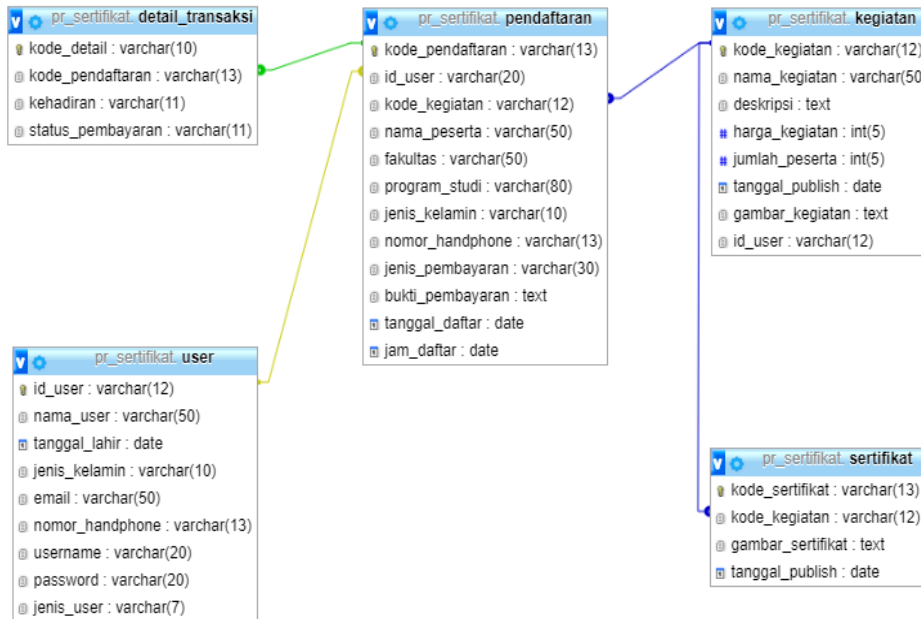 pr_sertifikat. detail_transaksi
kode_detail : varchar(10)
kode_pendaftaran : varchar(13)
kehadiran : varchar(11)
status_pembayaran : varchar(11)
pr_sertifikat. pendaftaran
kode_pendaftaran : varchar(13)
id_user : varchar(20)
kode_kegiatan : varchar(12)
nama_peserta : varchar(50)
fakultas : varchar(50)
program_studi : varchar(80)
jenis_kelamin : varchar(10)
nomor_handphone : varchar(13)
jenis_pembayaran : varchar(30)
bukti_pembayaran : text
tanggal_daftar : date
jam_daftar : date
pr_sertifikat. kegiatan
kode_kegiatan : varchar(12)
nama_kegiatan : varchar(50
deskripsi : text
# harga_kegiatan : int(5)
# jumlah_peserta : int(5)
tanggal_publish : date
gambar_kegiatan : text
id_user : varchar(12)
pr_sertifikat. user
id_user : varchar(12)
nama_user : varchar(50)
tanggal_lahir : date
jenis_kelamin : varchar(10)
email : varchar(50)
nomor_handphone : varchar(13)
username : varchar(20)
password : varchar(20)
jenis_user : varchar(7)
pr_sertifikat. sertifikat
kode_sertifikat : varchar(13)
kode_kegiatan : varchar(12)
gambar_sertifikat : text
tanggal_publish : date